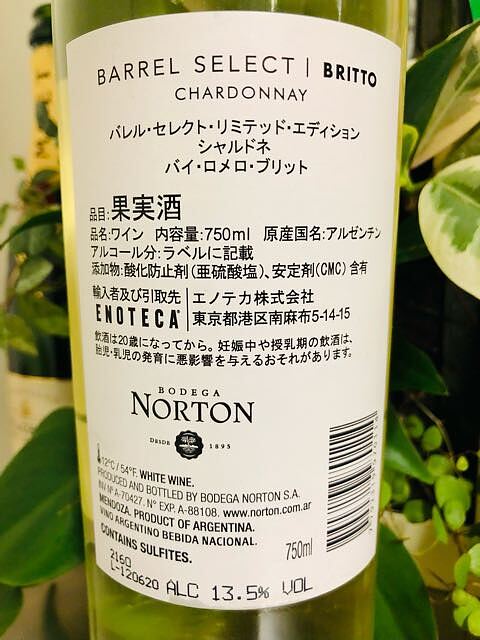 BARREL SELECT | BRITTO
CHARDONNAY
バレル・セレクト・リミテッド・エディション
シャルドネ
バイ・ロメロ・ブリット
品目:果実酒
品名:ワイン 内容量:750ml 原産国名:アルゼンチン
アルコール分:ラベルに記載
添加物:酸化防止剤(亜硫酸塩)、安定剤(CMC)含有
輸入者及び引取先 エノテカ株式会社
ENOTECA 東京都港区南麻布5-14-15
飲酒は20歳になってから。妊娠中や授乳期の飲酒は、
胎児・乳児の発育に悪影響を与えるおそれがあります。
BODEGA
NORTON
DESDE 1895
12°C / 54°F. WHITE WINE.
PRODUCED AND BOTTLED BY BODEGA NORTON S.A.
INV N° A-70427. N° EXP. A-88108. www.norton.com.ar
MENDOZA. PRODUCT OF ARGENTINA.
VINO ARGENTINO BEBIDA NACIONAL.
CONTAINS SULFITES.
750ml
2160
L-120620 ALC 13.5% VOL